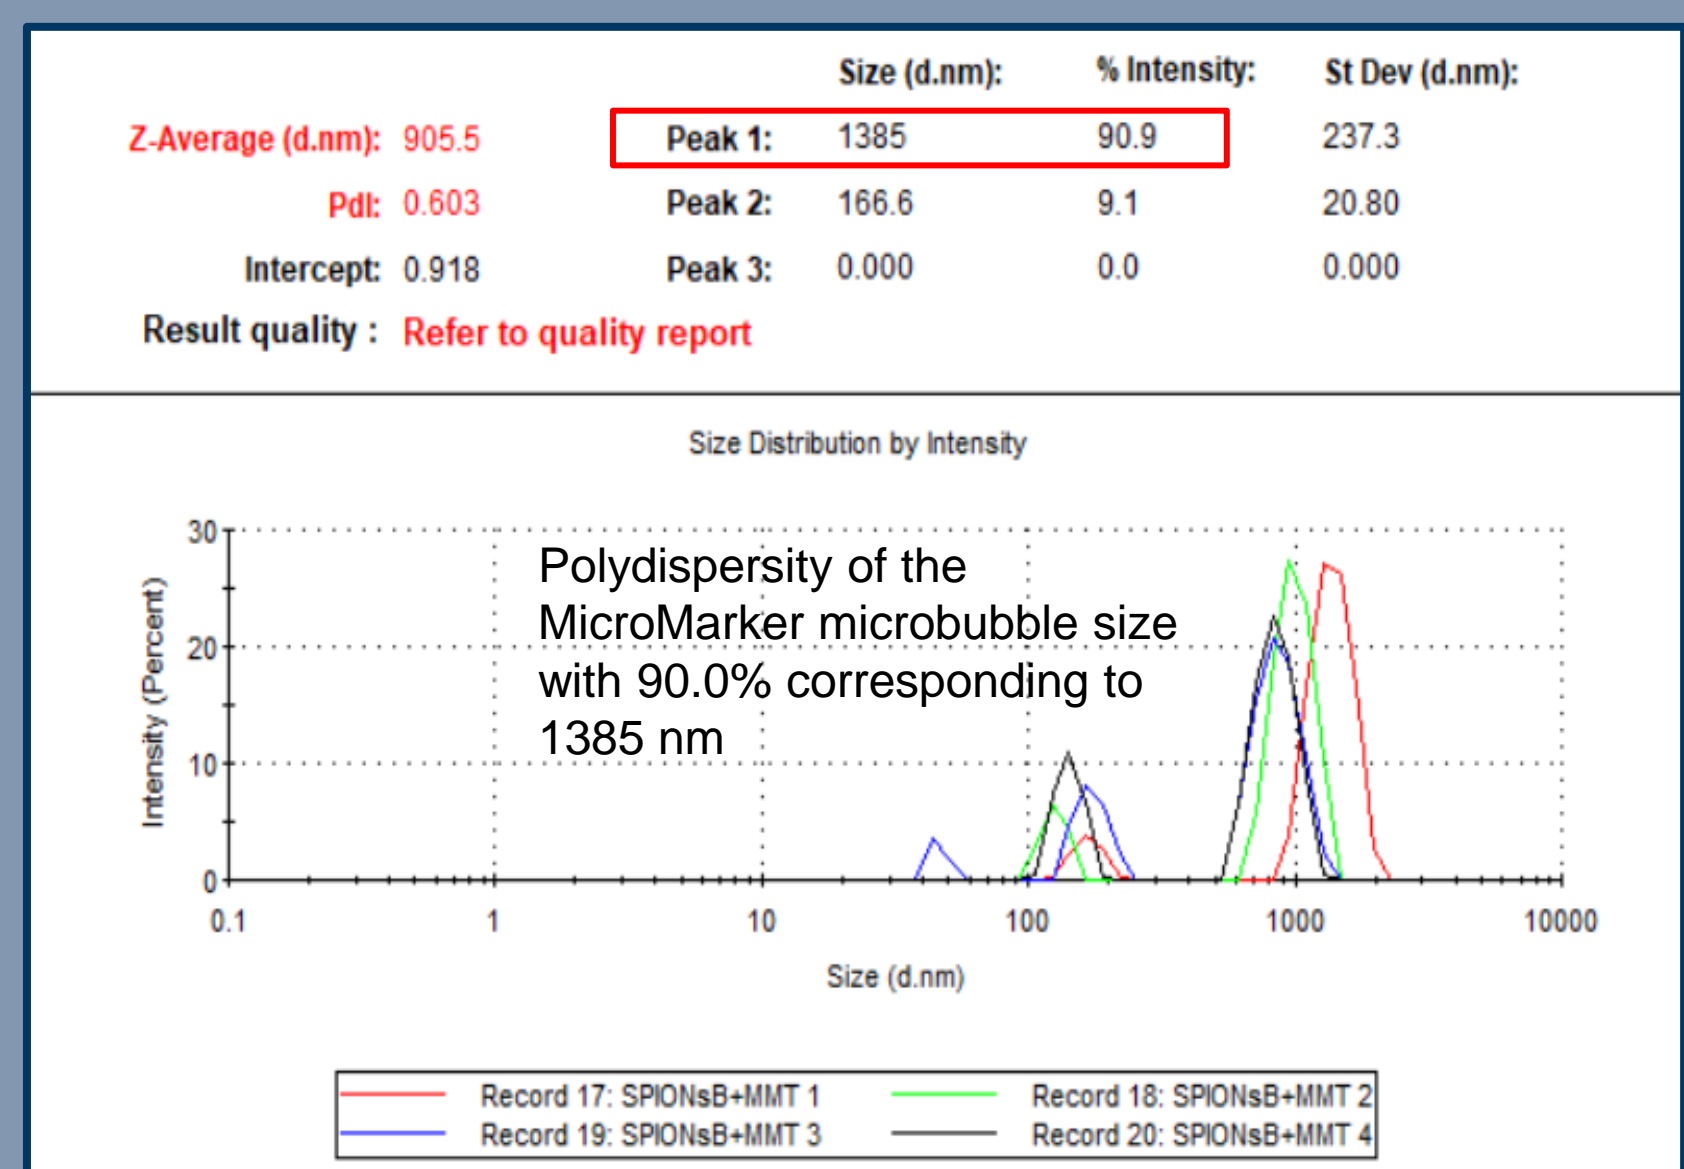 Size (d.nm): % Intensity: St Dev (d.nm):
Z-Average (d.nm): 905.5 Peak 1: 1385 90.9 237.3
PdI: 0.603 Peak 2: 166.6 9.1 20.80
Intercept: 0.918 Peak 3: 0.000 0.0 0.000
Result quality : Refer to quality report
Size Distribution by Intensity
Polydispersity of the
MicroMarker microbubble size
with 90.0% corresponding to
1385 nm
Intensity (Percent)
30
20
10
0
0.1 1 10 100 1000 10000
Size (d.nm)
Record 17: SPIONsB+MMT 1 Record 18: SPIONsB+MMT 2
Record 19: SPIONsB+MMT 3 Record 20: SPIONsB+MMT 4